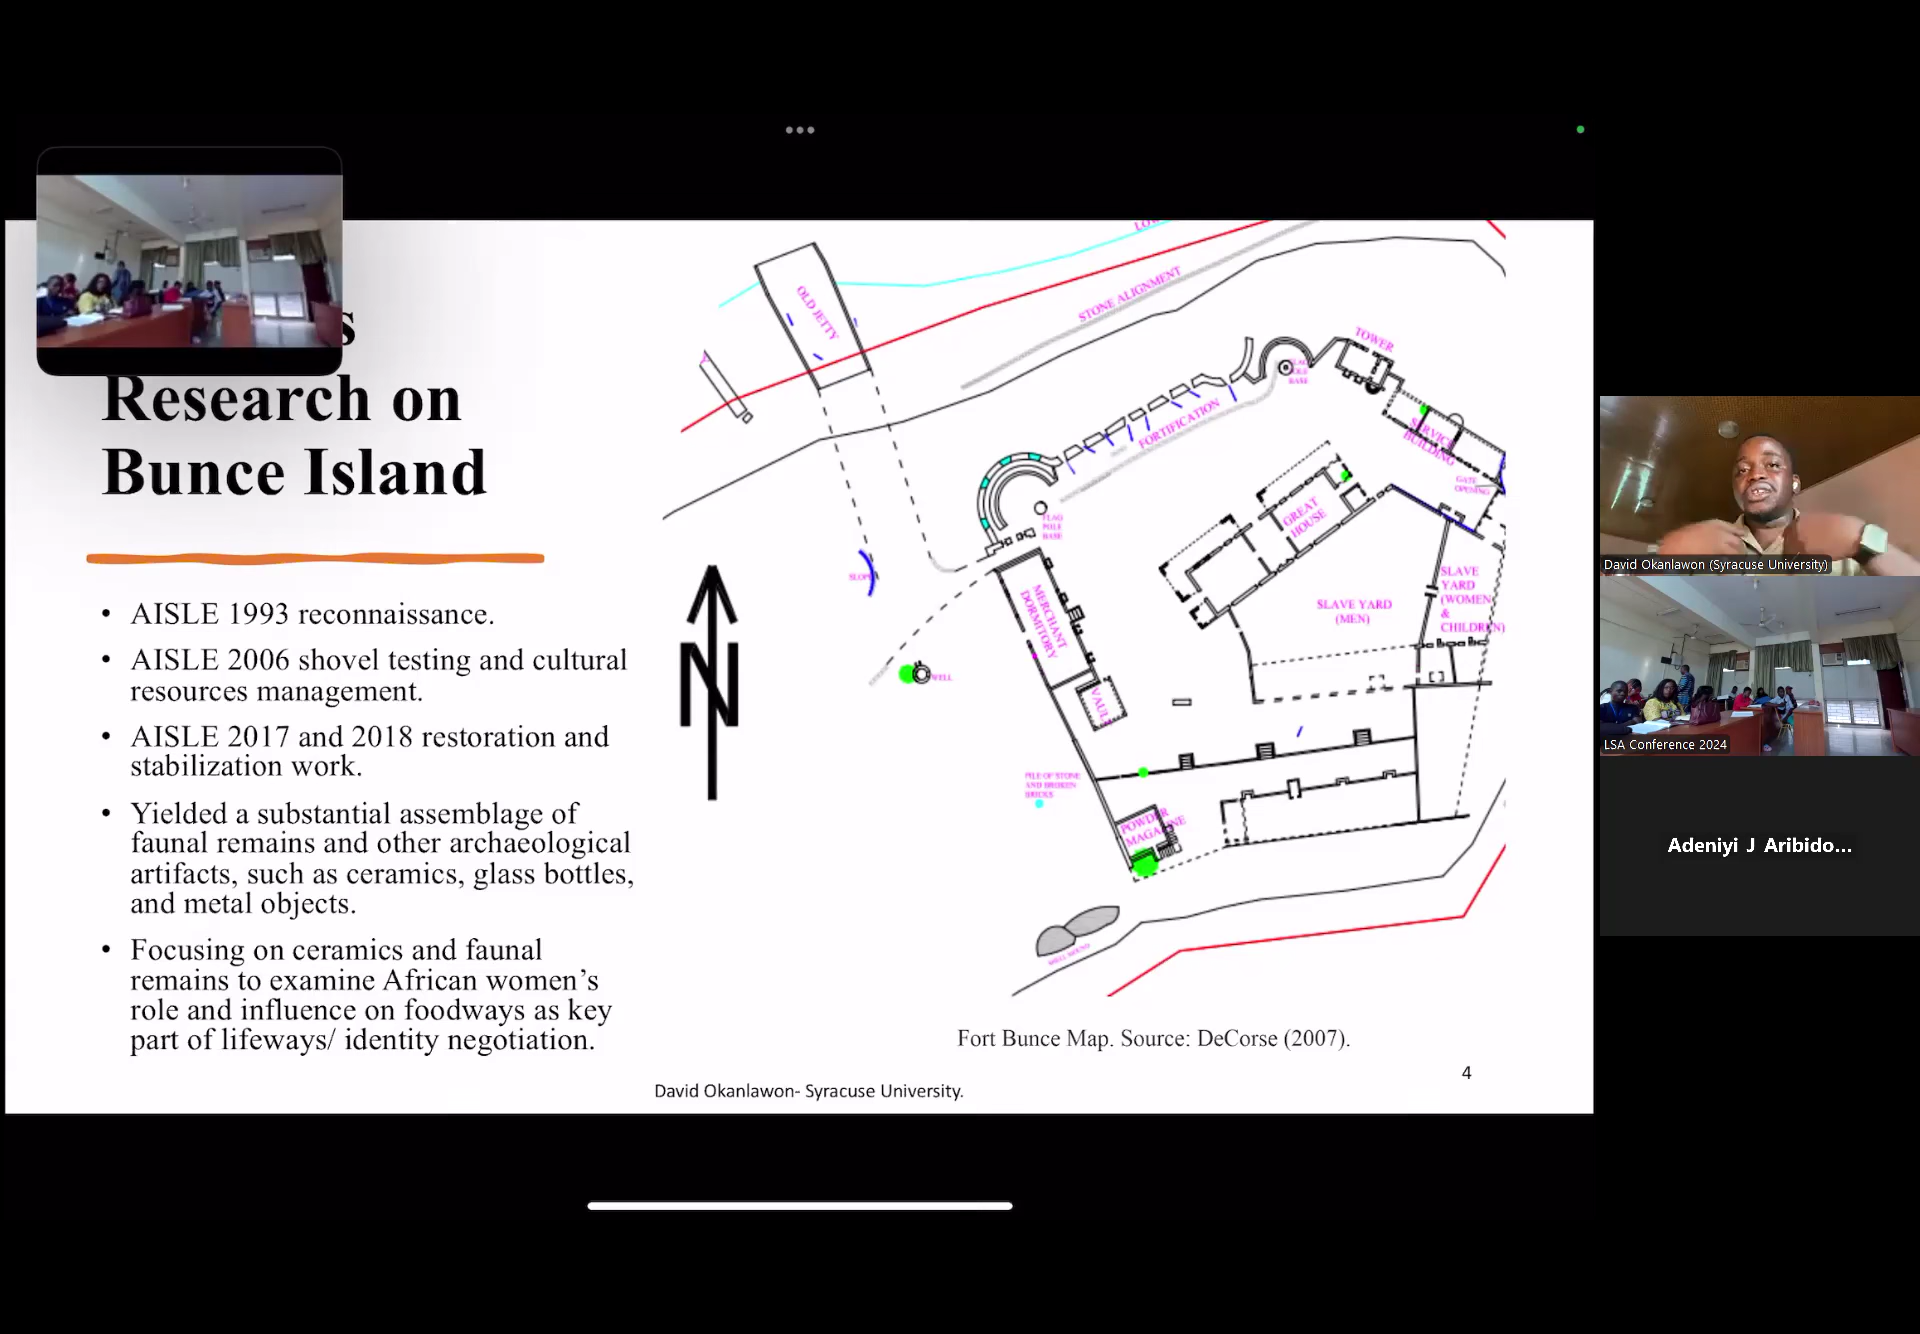 s
Research on
Bunce Island
• AISLE 1993 reconnaissance.
• AISLE 2006 shovel testing and cultural
resources management.
• AISLE 2017 and 2018 restoration and
stabilization work.
• Yielded a substantial assemblage of
faunal remains and other archaeological
artifacts, such as ceramics, glass bottles,
and metal objects.
• Focusing on ceramics and faunal
remains to examine African women’s
role and influence on foodways as key
part of lifeways/ identity negotiation.
OLD JETTY
STONE ALIGNMENT
TOWER
FLAG
POLE
BASE
FORTIFICATION
SERVICE
BUILDING
GATE
OPENING
GREAT
HOUSE
FLAG
POLE
BASE
SLOPE
N
MERCHANT
DORMITORY
SLAVE YARD
(MEN)
SLAVE
YARD
(WOMEN
&
CHILDREN)
WELL
VAULT
PILE OF STONE
AND BROKEN
BRICKS
POWDER
MAGAZINE
Fort Bunce Map. Source: DeCorse (2007).
4
David Okanlawon- Syracuse University.
David Okanlawon (Syracuse University)
LSA Conference 2024
Adeniyi J Aribido...